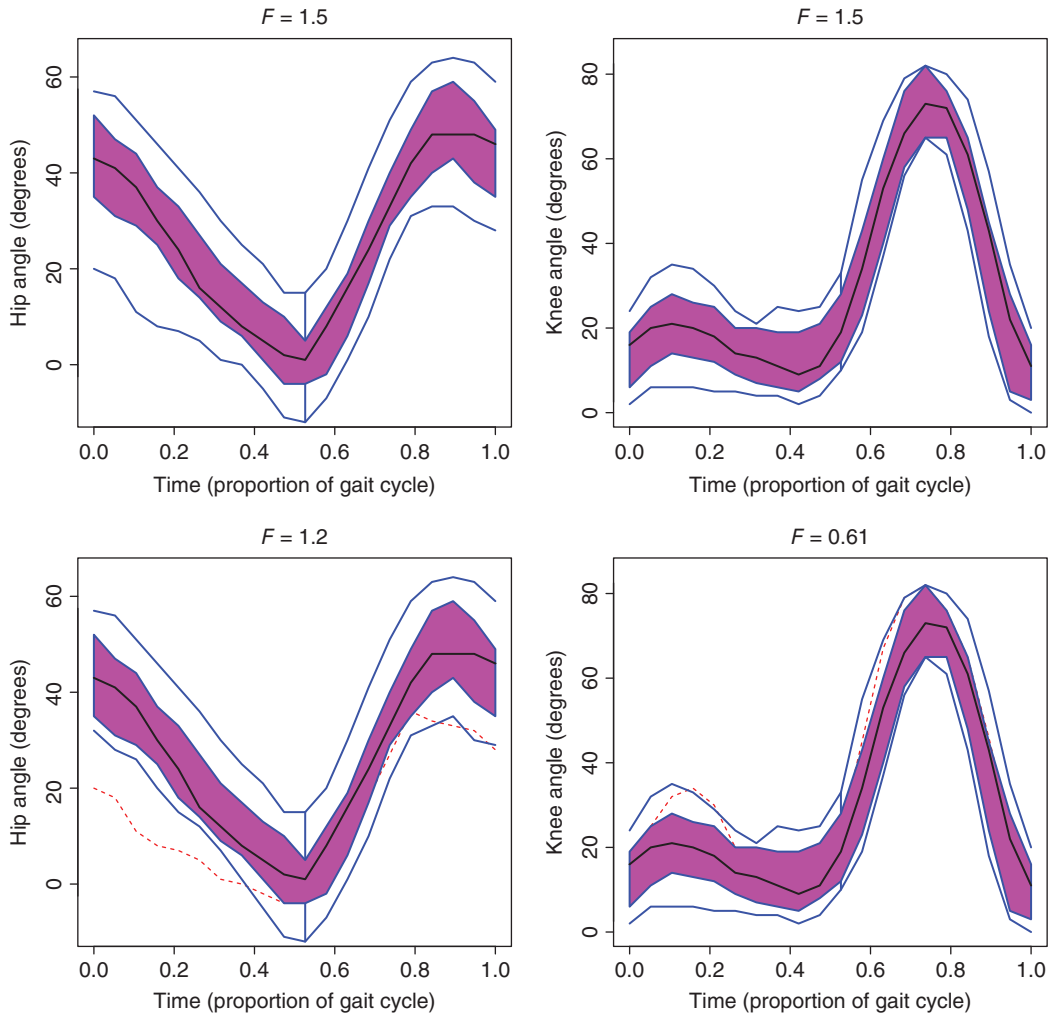 F = 1.5
Hip angle (degrees)
60
40
20
0
0.0 0.2 0.4 0.6 0.8 1.0
Time (proportion of gait cycle)
F = 1.5
Knee angle (degrees)
80
60
40
20
0
0.0 0.2 0.4 0.6 0.8 1.0
Time (proportion of gait cycle)
F = 1.2
Hip angle (degrees)
60
40
20
0
0.0 0.2 0.4 0.6 0.8 1.0
Time (proportion of gait cycle)
F = 0.61
Knee angle (degrees)
80
60
40
20
0
0.0 0.2 0.4 0.6 0.8 1.0
Time (proportion of gait cycle)